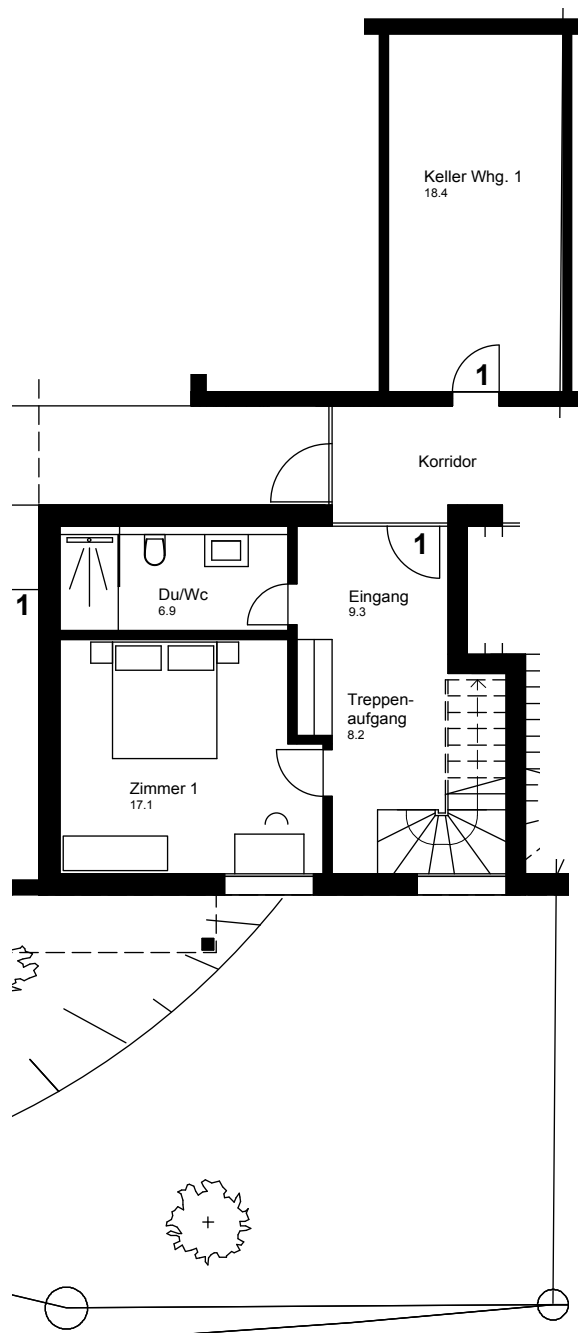 Keller Whg. 1
18.4
1
Korridor
1
Du/Wc
6.9
Eingang
9.3
1
Treppen-
aufgang
8.2
Zimmer 1
17.1